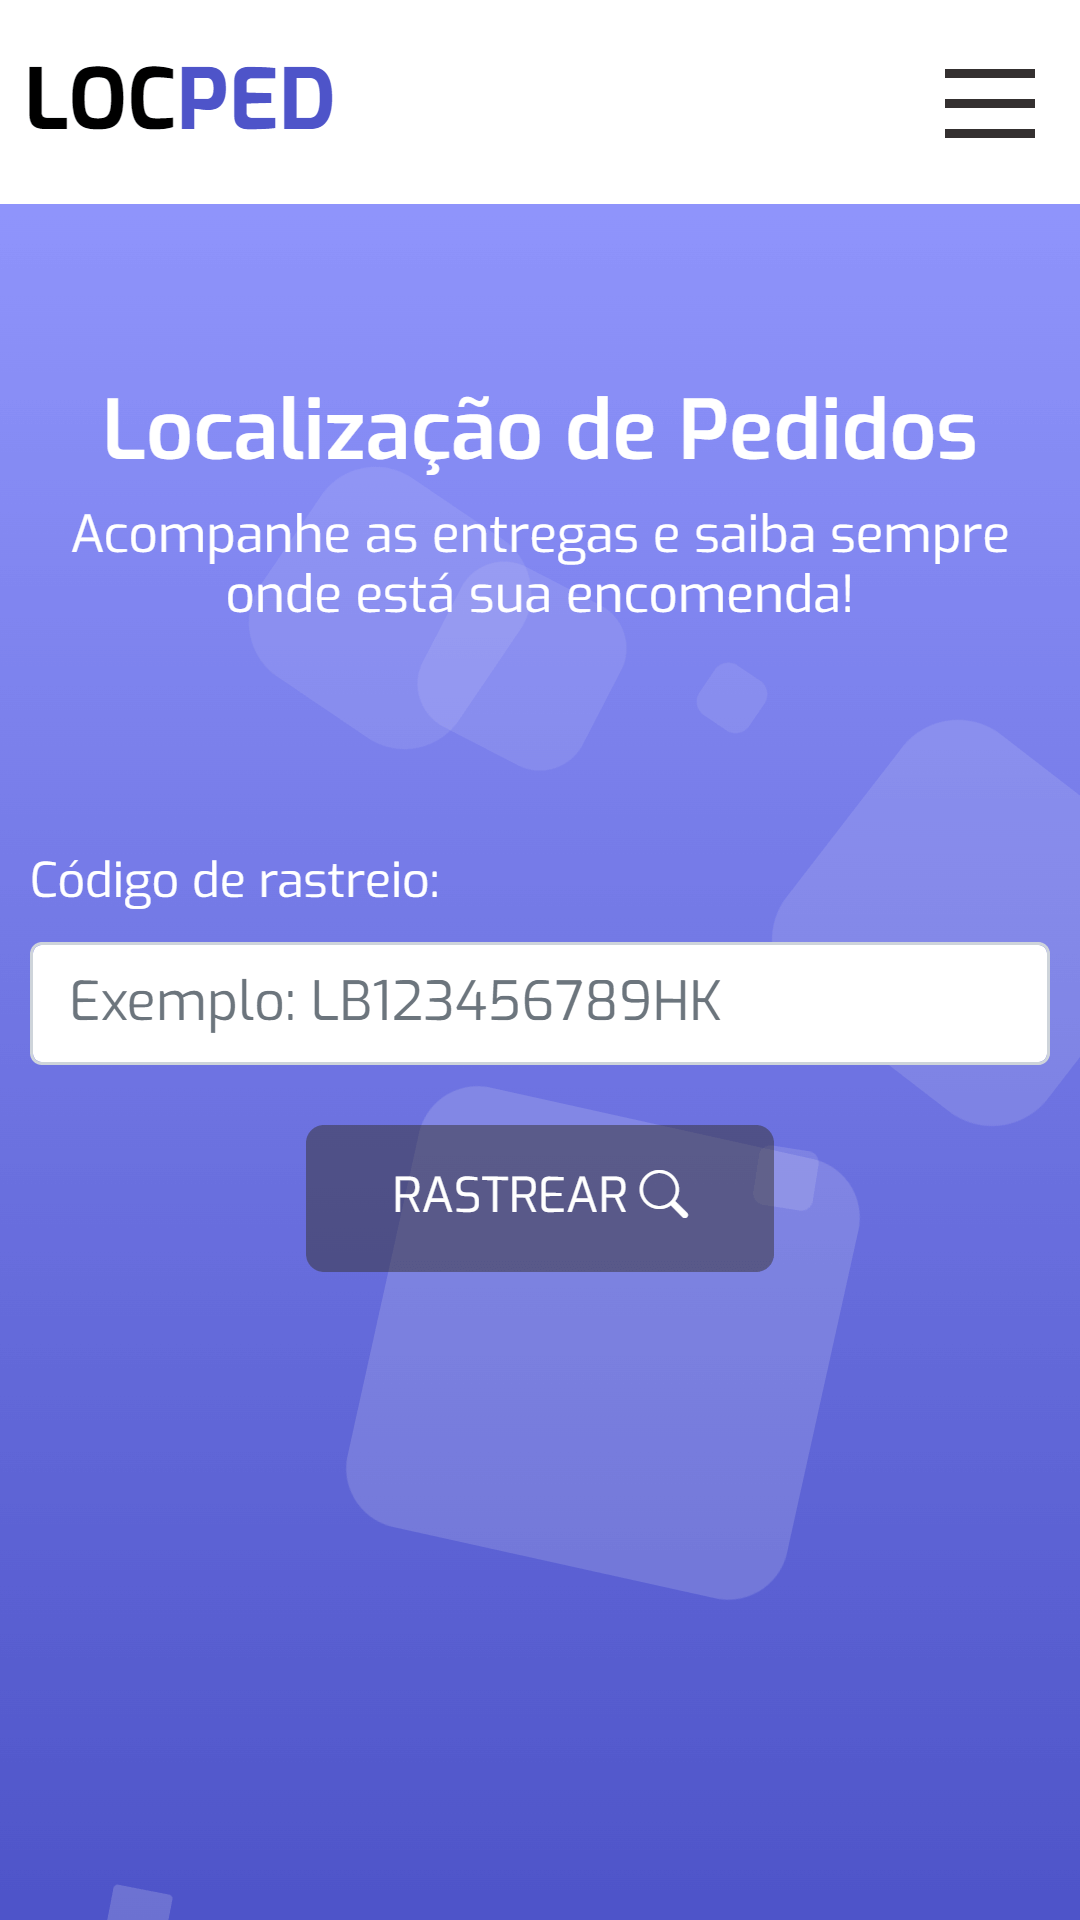 LOCPED
Localização de Pedidos
Acompanhe as entregas e saiba sempre
onde está sua encomenda!
Código de rastreio:
Exemplo: LB123456789HK
RASTREAR